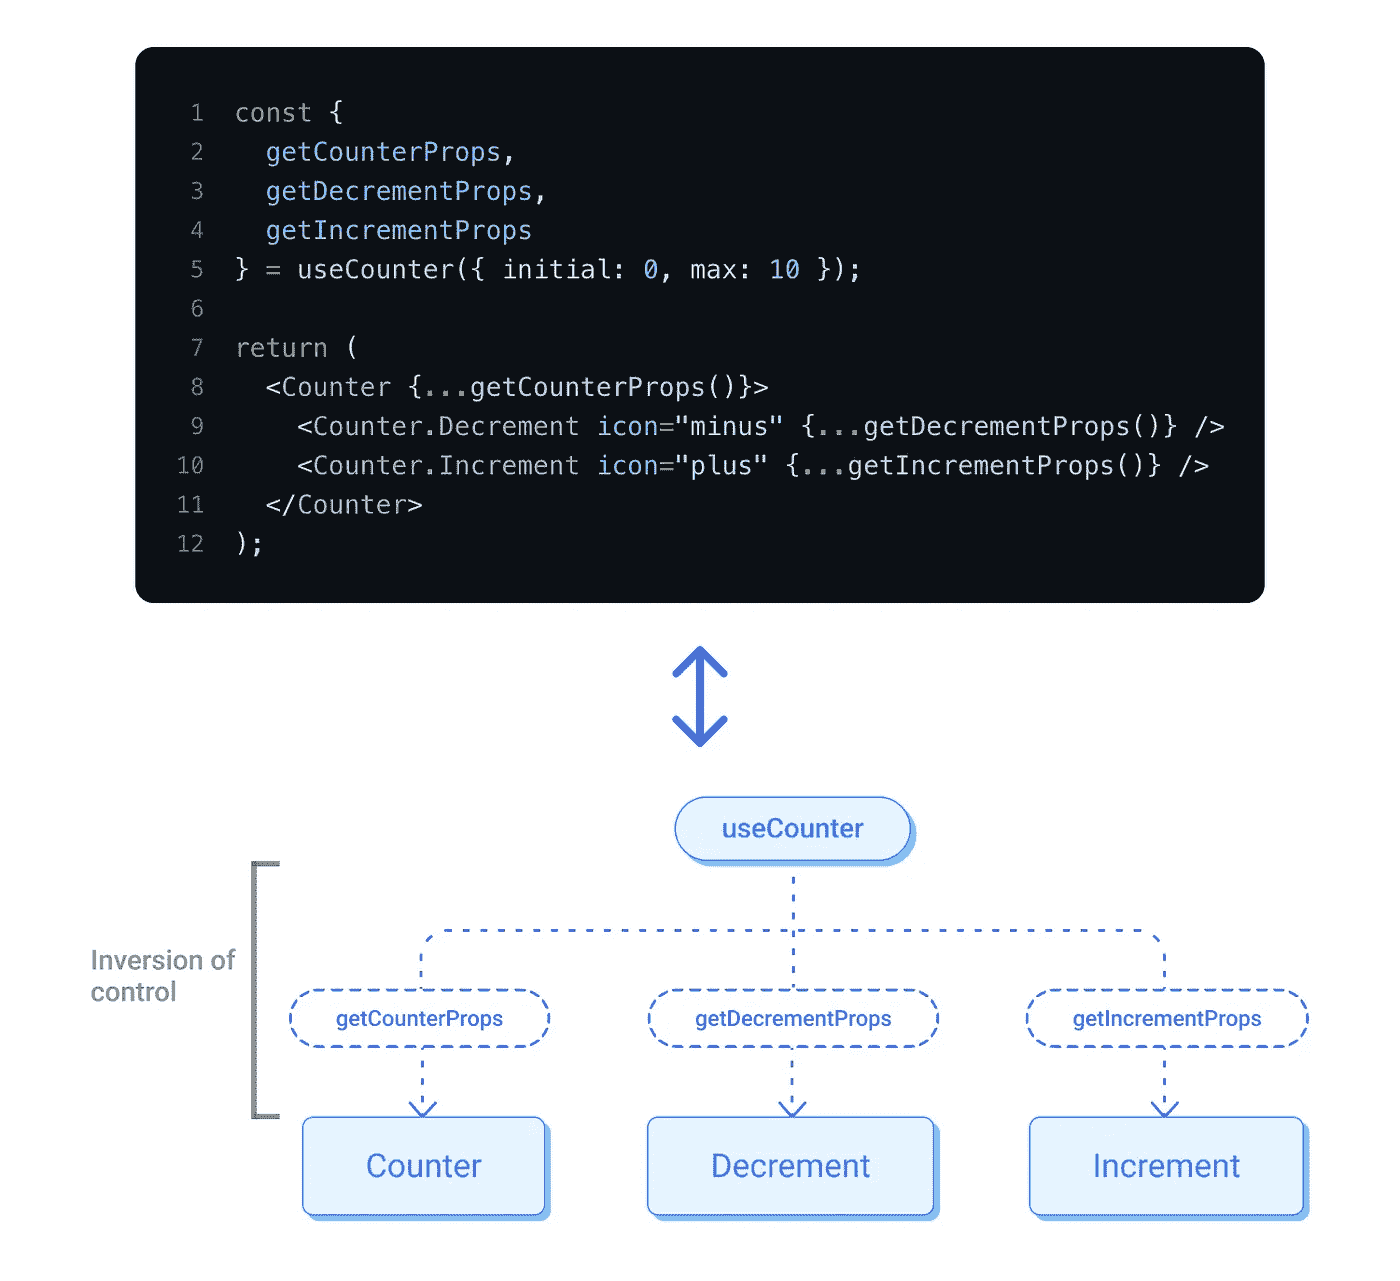 1 const {
2   getCounterProps,
3   getDecrementProps,
4   getIncrementProps
5 } = useCounter({ initial: 0, max: 10 });
6
7 return (
8   <Counter {...getCounterProps()}>
9     <Counter.Decrement icon="minus" {...getDecrementProps()} />
10     <Counter.Increment icon="plus" {...getIncrementProps()} />
11   </Counter>
12 );
useCounter
Inversion of
control
getCounterProps
getDecrementProps
getIncrementProps
Counter
Decrement
Increment